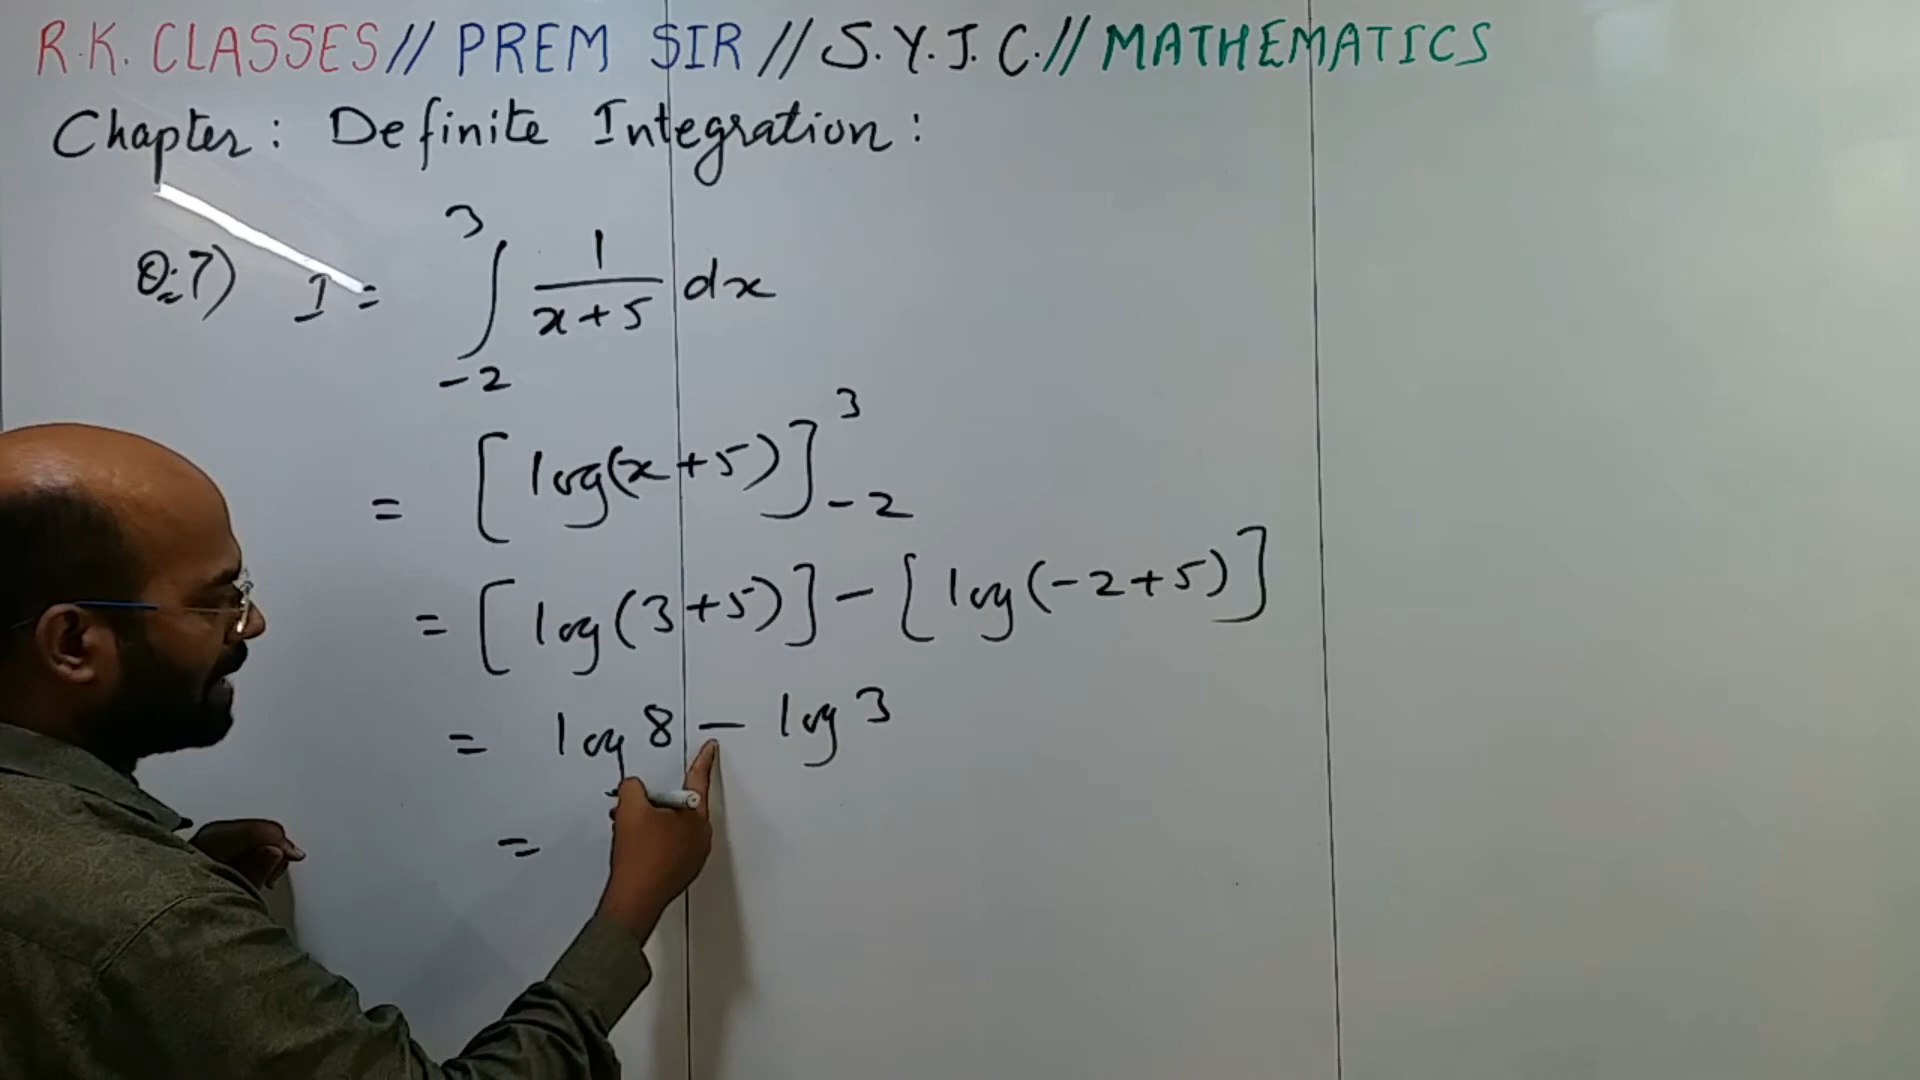 R.K. CLASSES // PREM SIR // S.Y.J.C. // MATHEMATICS
Chapter : Definite Integration :
Q.7) I = ∫_{-2}^{3} 1/(x+5) dx
= [log(x+5)]_{-2}^{3}
= [log(3+5)] - [log(-2+5)]
= log 8 - log 3
=